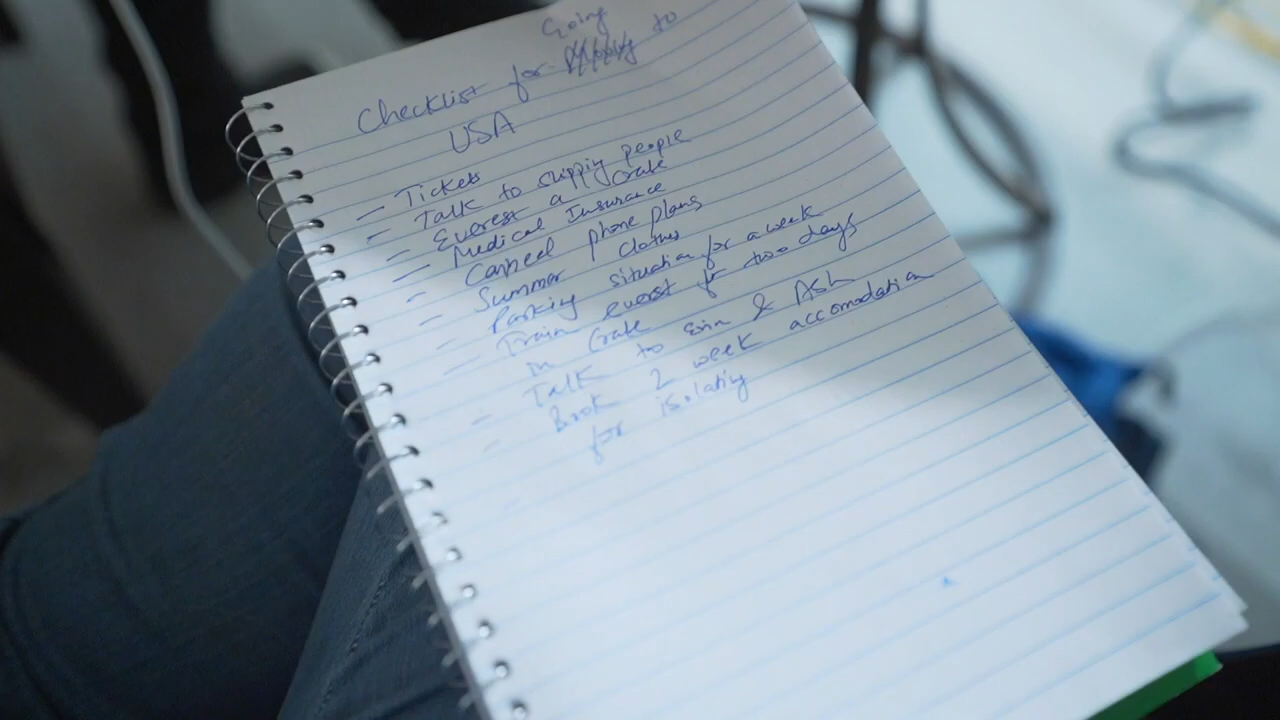 Going
Checklist for to
USA
- Tickets
- Talk to shipping people
- Everest a Crate
- Medical Insurance
- Cancel phone plans
- Summer clothes
- Parking situation for a week
- Train everest for two days
in Crate
- Talk to Erin & Ash
- Book 2 week accomodation
for isolating